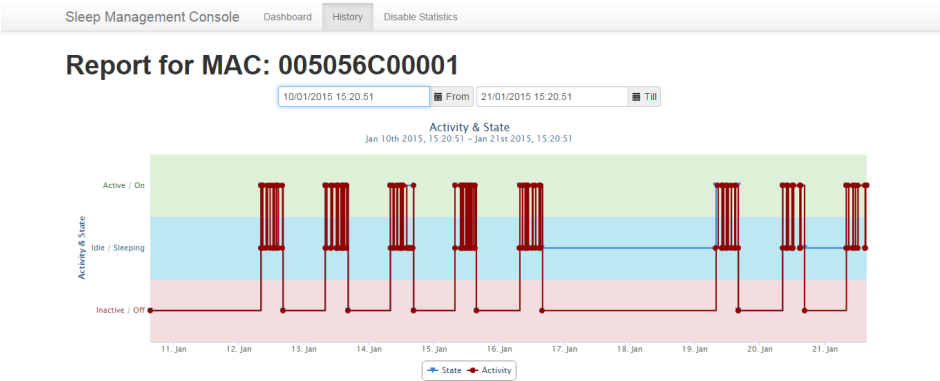 Sleep Management Console Dashboard History Disable Statistics
Report for MAC: 005056C00001
10/01/2015 15:20:51 From 21/01/2015 15:20:51 Till
Activity & State
Jan 10th 2015, 15:20:51 - Jan 21st 2015, 15:20:51
Active / On
Idle / Sleeping
Inactive / Off
Activity & State
11. Jan 12. Jan 13. Jan 14. Jan 15. Jan 16. Jan 17. Jan 18. Jan 19. Jan 20. Jan 21. Jan
State Activity